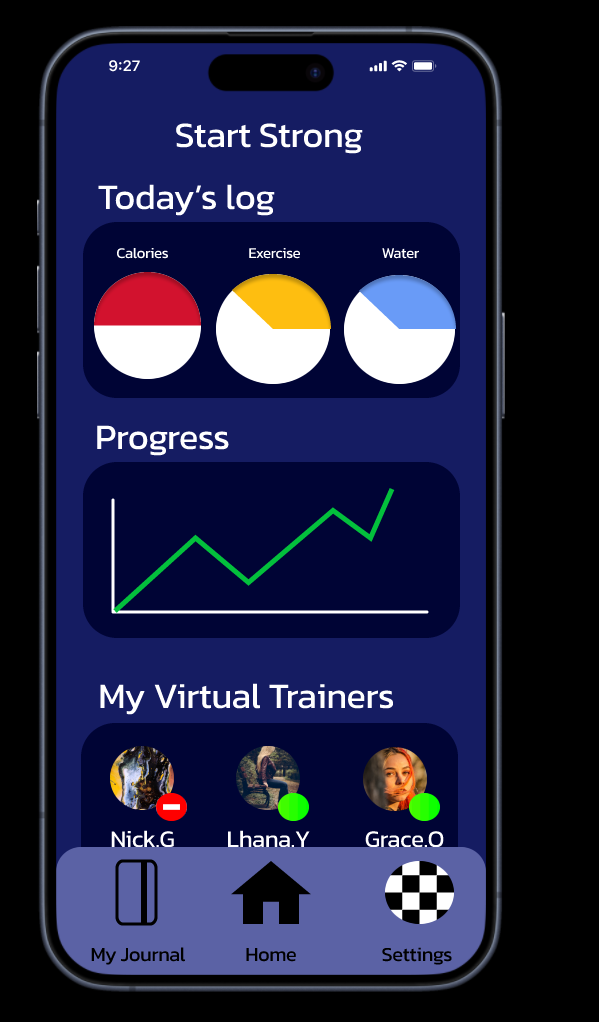 9:27
Start Strong
Today’s log
Calories Exercise Water
Progress
My Virtual Trainers
Nick.G Lhana.Y Grace.O
My Journal Home Settings